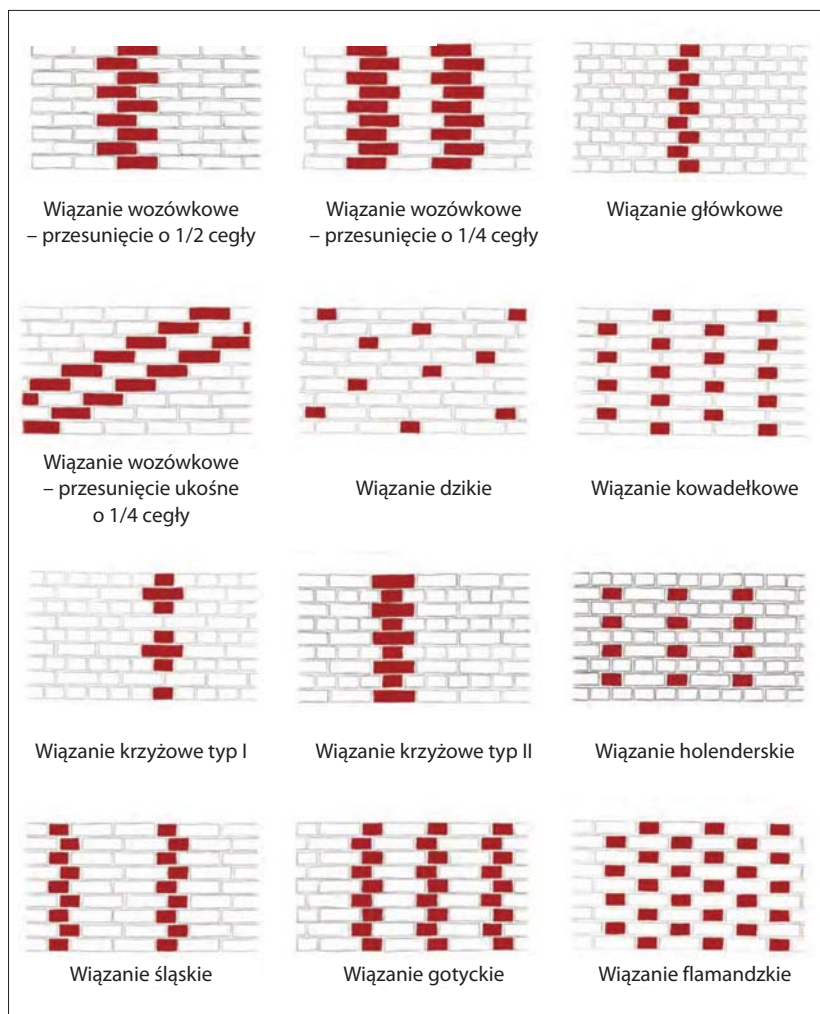 Wiązanie wozówkowe
– przesunięcie o 1/2 cegły
Wiązanie wozówkowe
– przesunięcie o 1/4 cegły
Wiązanie główkowe
Wiązanie wozówkowe
– przesunięcie ukośne
o 1/4 cegły
Wiązanie dzikie
Wiązanie kowadełkowe
Wiązanie krzyżowe typ I
Wiązanie krzyżowe typ II
Wiązanie holenderskie
Wiązanie śląskie
Wiązanie gotyckie
Wiązanie flamandzkie